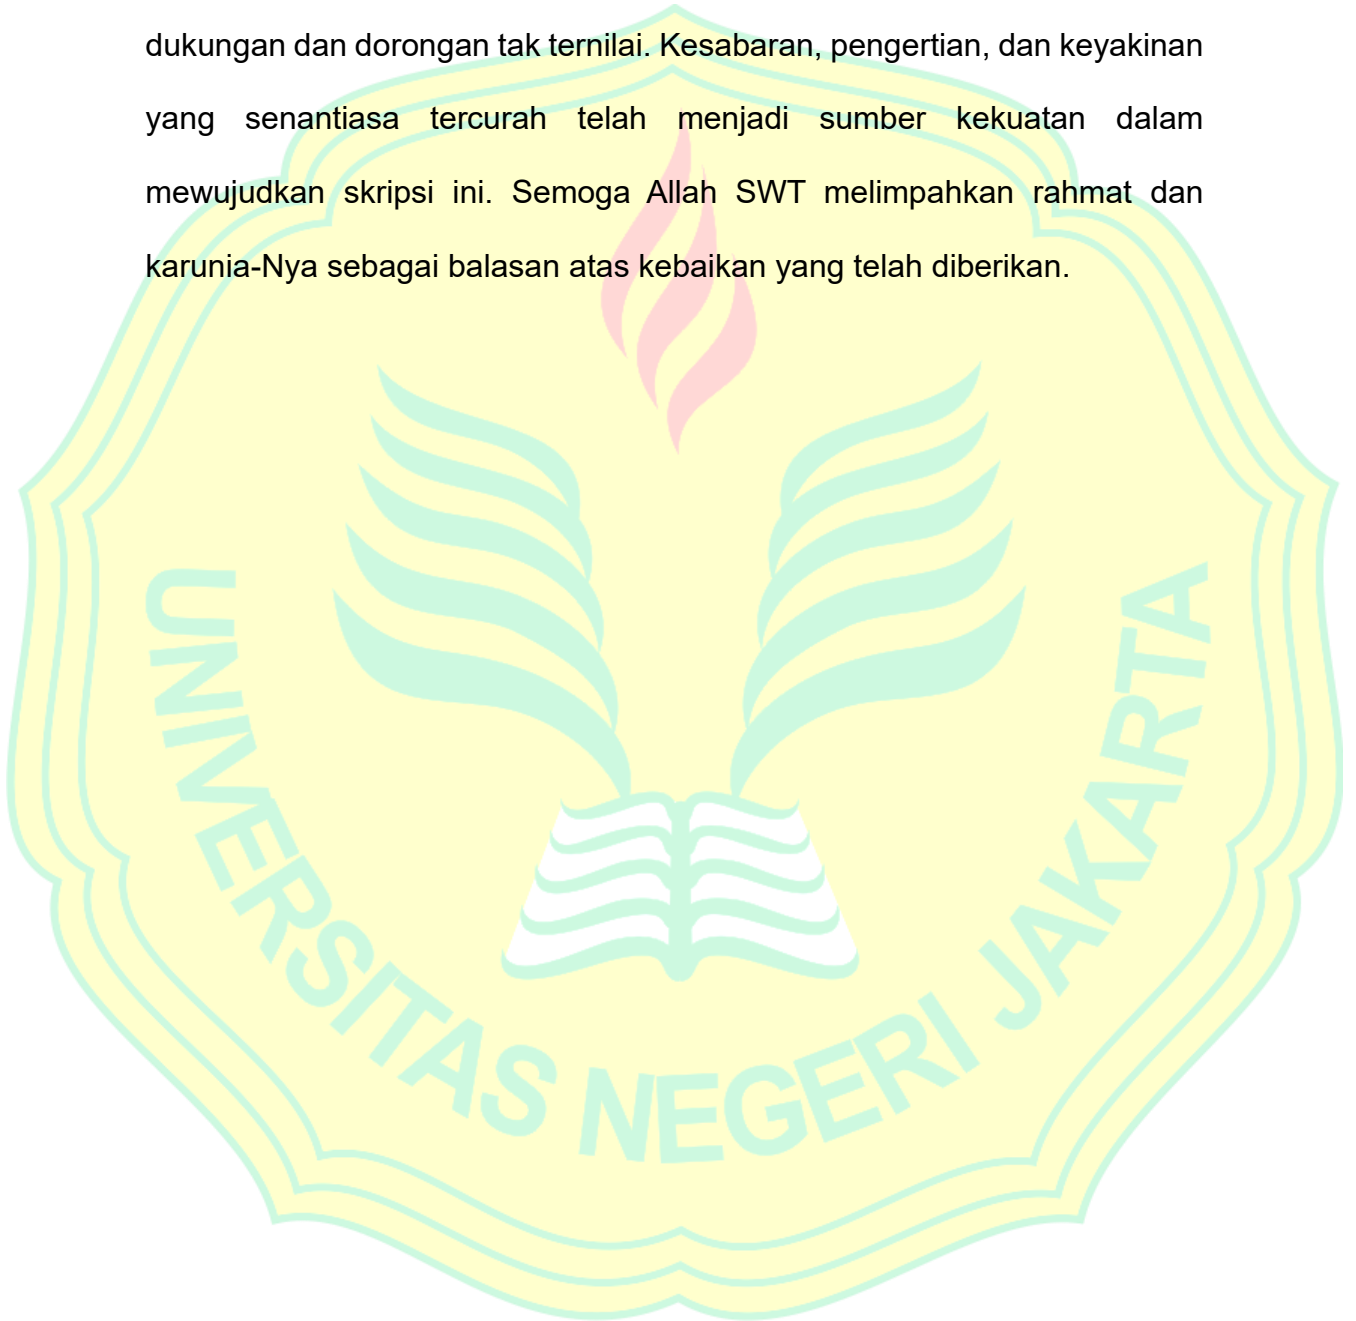 dukungan dan dorongan tak ternilai. Kesabaran, pengertian, dan keyakinan
yang senantiasa tercurah telah menjadi sumber kekuatan dalam
mewujudkan skripsi ini. Semoga Allah SWT melimpahkan rahmat dan
karunia-Nya sebagai balasan atas kebaikan yang telah diberikan.
UNIVERSITAS NEGERI JAKARTA